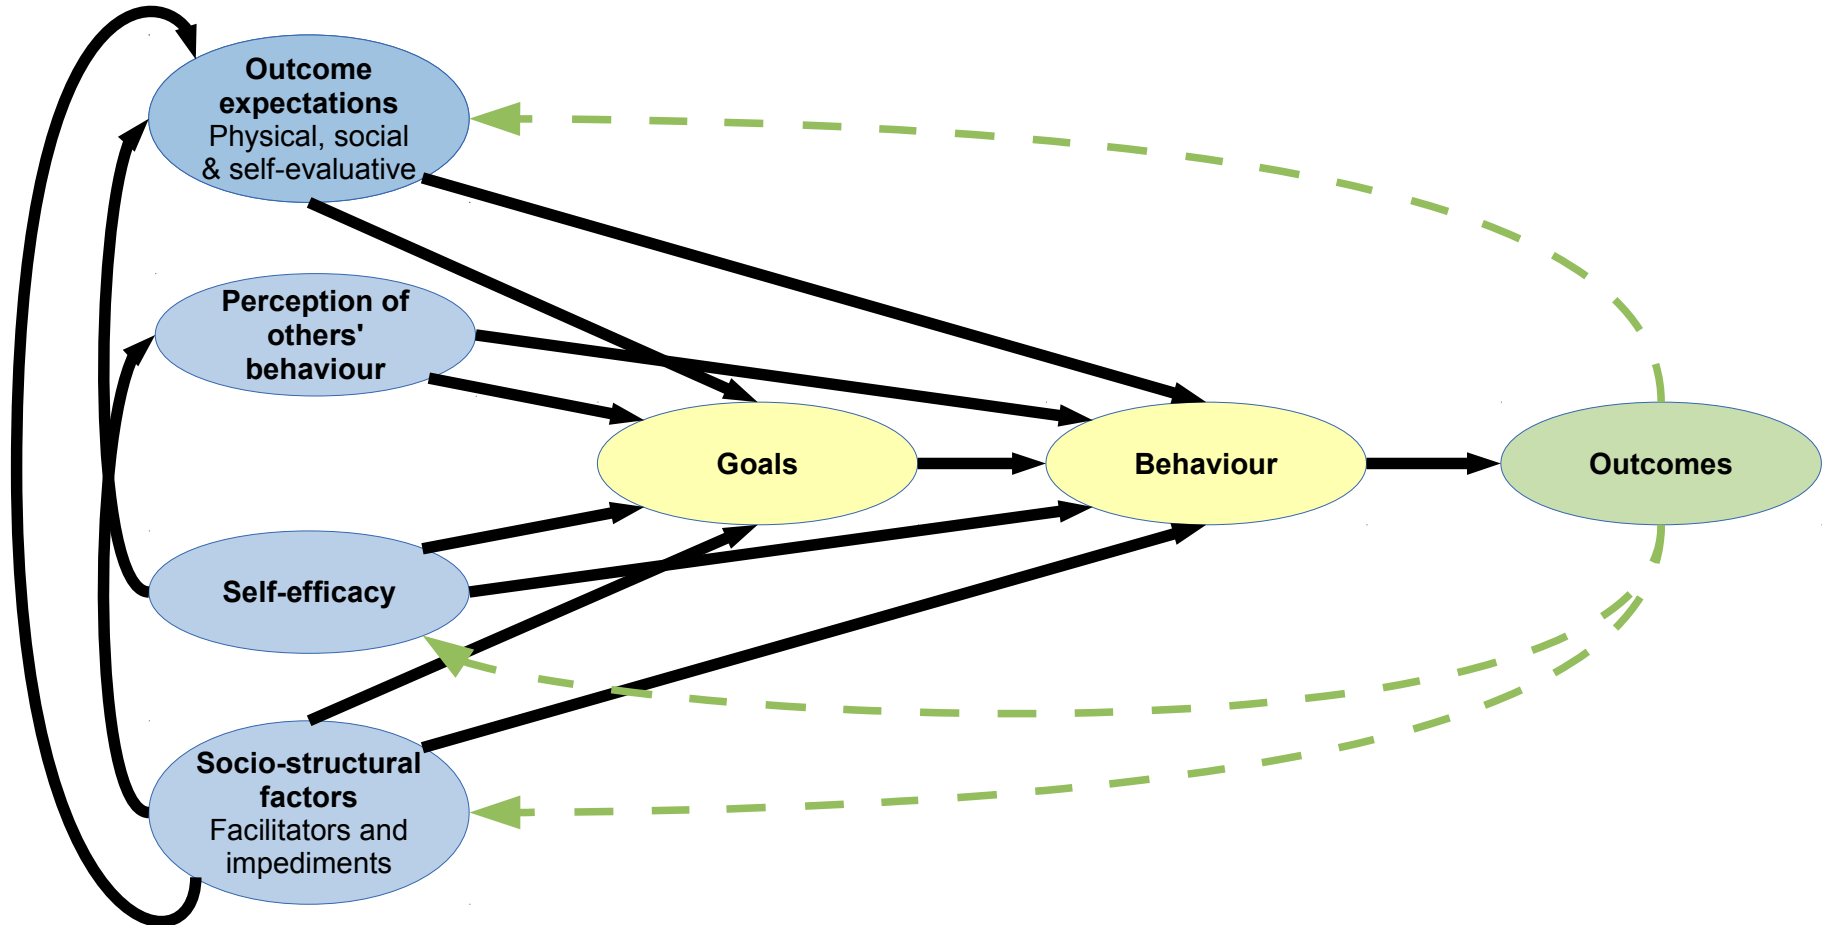 Outcome
expectations
Physical, social
& self-evaluative
Perception of
others'
behaviour
Goals
Behaviour
Outcomes
Self-efficacy
Socio-structural
factors
Facilitators and
impediments